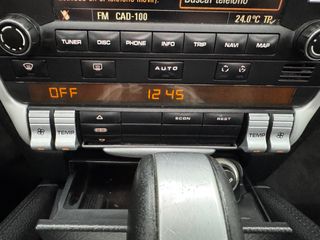 Buscar teléfono
FM CAD-100
24.0°C TP
TUNER DISC PHONE INFO TRIP NAVI MAP
AUTO
OFF 12 45
TEMP ECON REST TEMP